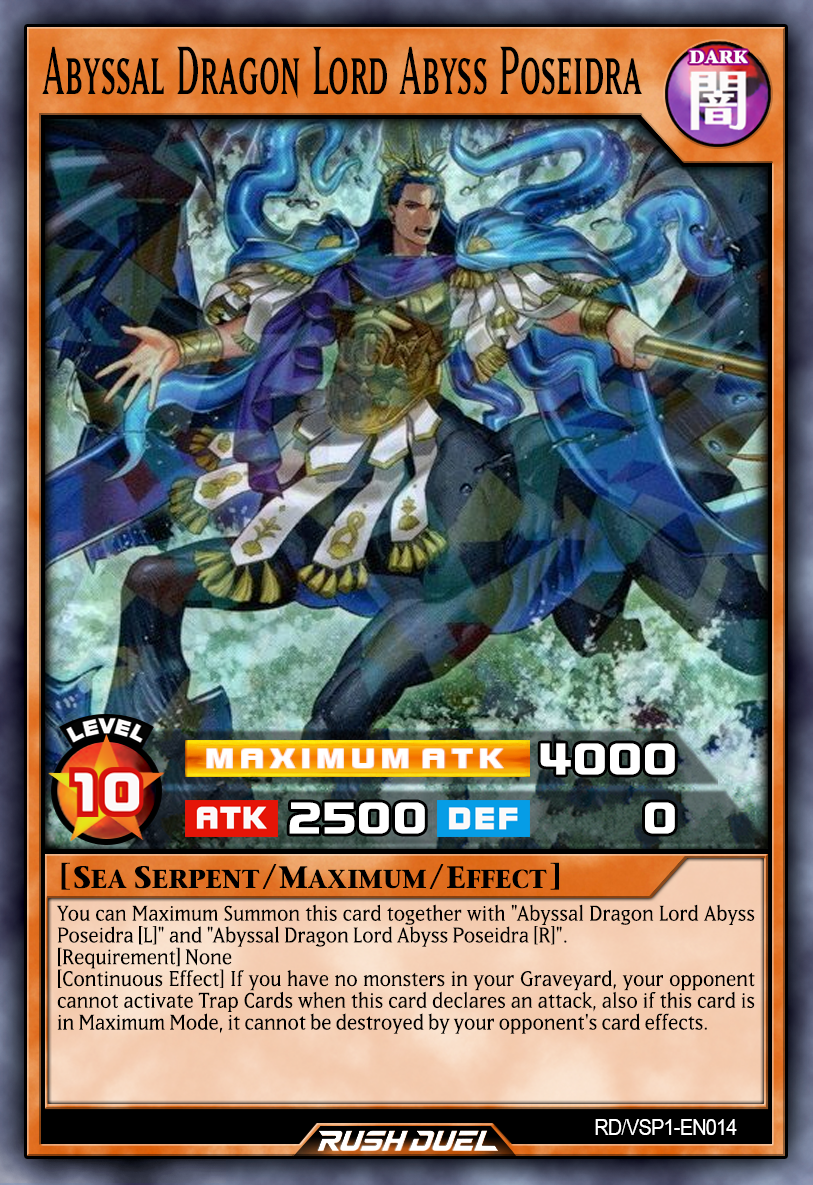 Abyssal Dragon Lord Abyss Poseidra
DARK
闇
LEVEL
10
MAXIMUM ATK 4000
ATK 2500 DEF 0
[Sea Serpent/Maximum/Effect]
You can Maximum Summon this card together with "Abyssal Dragon Lord Abyss
Poseidra [L]" and "Abyssal Dragon Lord Abyss Poseidra [R]".
[Requirement] None
[Continuous Effect] If you have no monsters in your Graveyard, your opponent
cannot activate Trap Cards when this card declares an attack, also if this card is
in Maximum Mode, it cannot be destroyed by your opponent's card effects.
RUSH DUEL
RD/VSP1-EN014